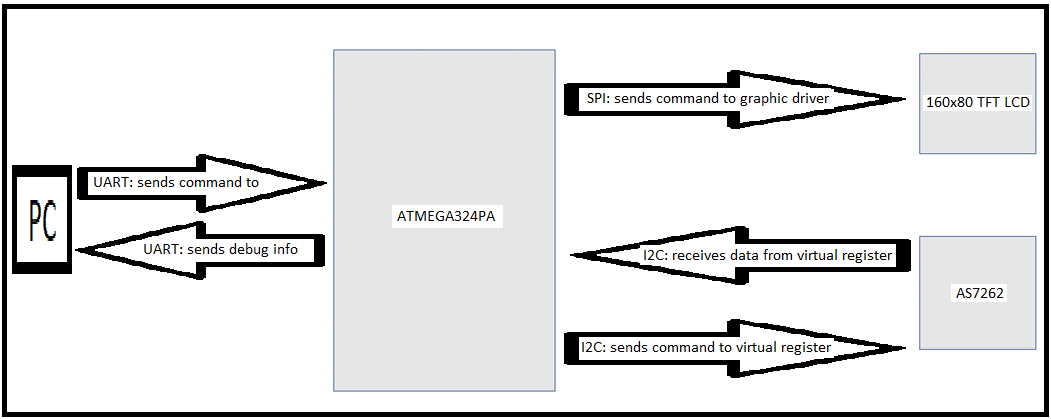 SPI: sends command to graphic driver
160x80 TFT LCD
UART: sends command to
PC
ATMEGA324PA
UART: sends debug info
I2C: receives data from virtual register
AS7262
I2C: sends command to virtual register